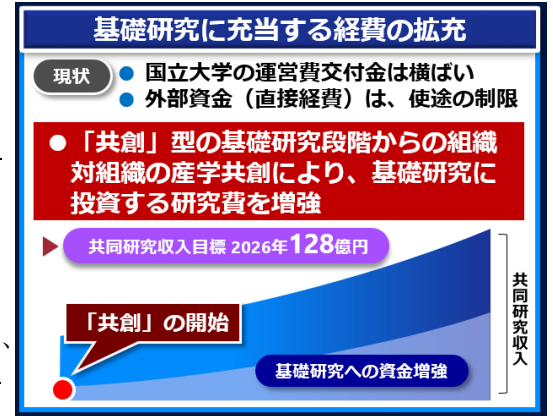 基礎研究に充当する経費の拡充
現状
● 国立大学の運営費交付金は横ばい
● 外部資金（直接経費）は、使途の制限
●「共創」型の基礎研究段階からの組織
対組織の産学共創により、基礎研究に
投資する研究費を増強
共同研究収入目標 2026年128億円
「共創」の開始
基礎研究への資金増強
共同研究収入
、